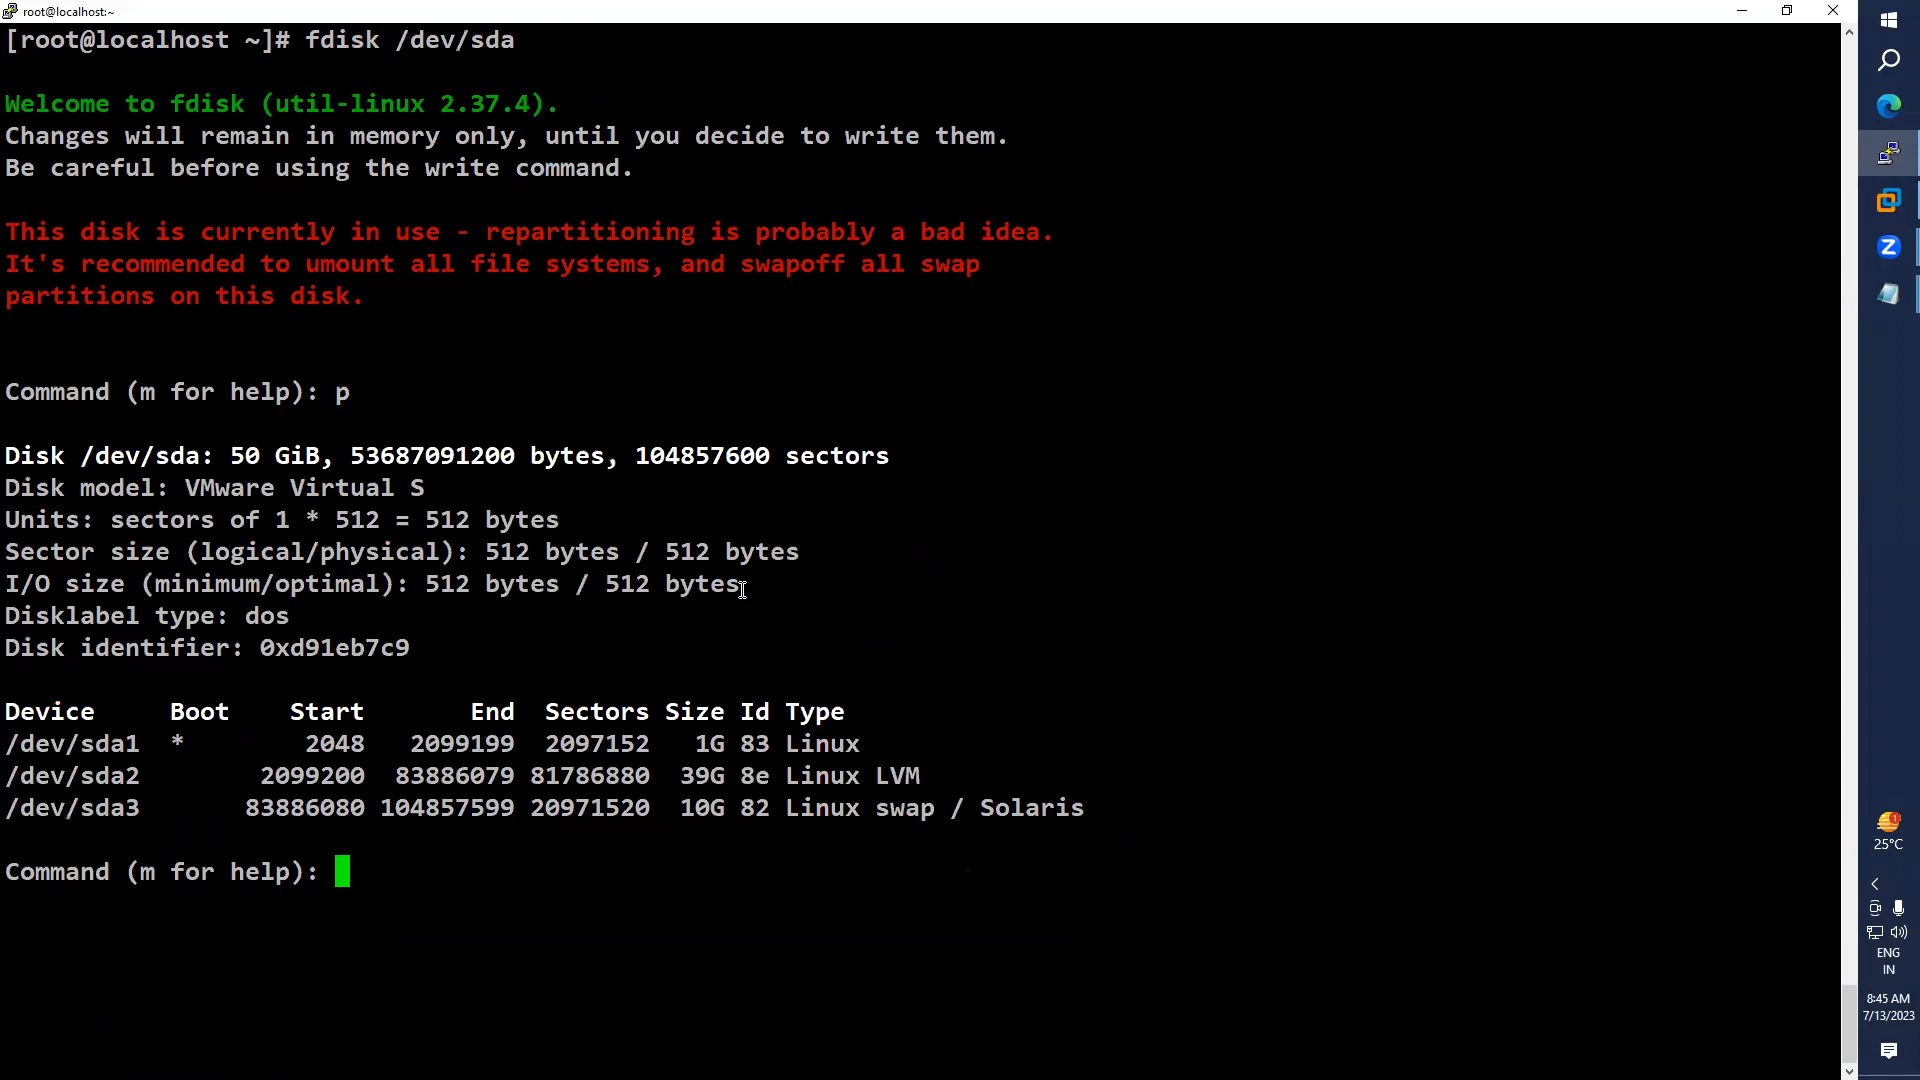 root@localhost:~
[root@localhost ~]# fdisk /dev/sda
Welcome to fdisk (util-linux 2.37.4).
Changes will remain in memory only, until you decide to write them.
Be careful before using the write command.
This disk is currently in use - repartitioning is probably a bad idea.
It's recommended to umount all file systems, and swapoff all swap
partitions on this disk.
Command (m for help): p
Disk /dev/sda: 50 GiB, 53687091200 bytes, 104857600 sectors
Disk model: VMware Virtual S
Units: sectors of 1 * 512 = 512 bytes
Sector size (logical/physical): 512 bytes / 512 bytes
I/O size (minimum/optimal): 512 bytes / 512 bytes
Disklabel type: dos
Disk identifier: 0xd91eb7c9
Device     Boot    Start       End  Sectors Size Id Type
/dev/sda1  *        2048   2099199  2097152   1G 83 Linux
/dev/sda2        2099200  83886079 81786880  39G 8e Linux LVM
/dev/sda3       83886080 104857599 20971520  10G 82 Linux swap / Solaris
Command (m for help):
Z
1
25°C
ENG
IN
8:45 AM
7/13/2023